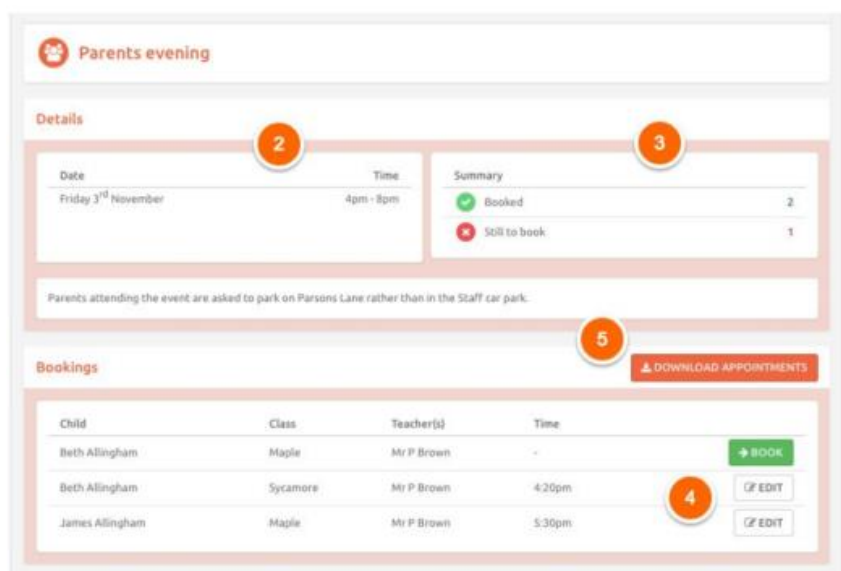 Parents evening
Details
2
3
Date Time
Friday 3rd November 4pm - 8pm
Summary
Booked 2
Still to book 1
Parents attending the event are asked to park on Parsons Lane rather than in the Staff car park.
5
Bookings
DOWNLOAD APPOINTMENTS
Child Class Teacher(s) Time
Beth Allingham Maple Mr P Brown - BOOK
Beth Allingham Sycamore Mr P Brown 4:20pm EDIT
4
James Allingham Maple Mr P Brown 5:30pm EDIT